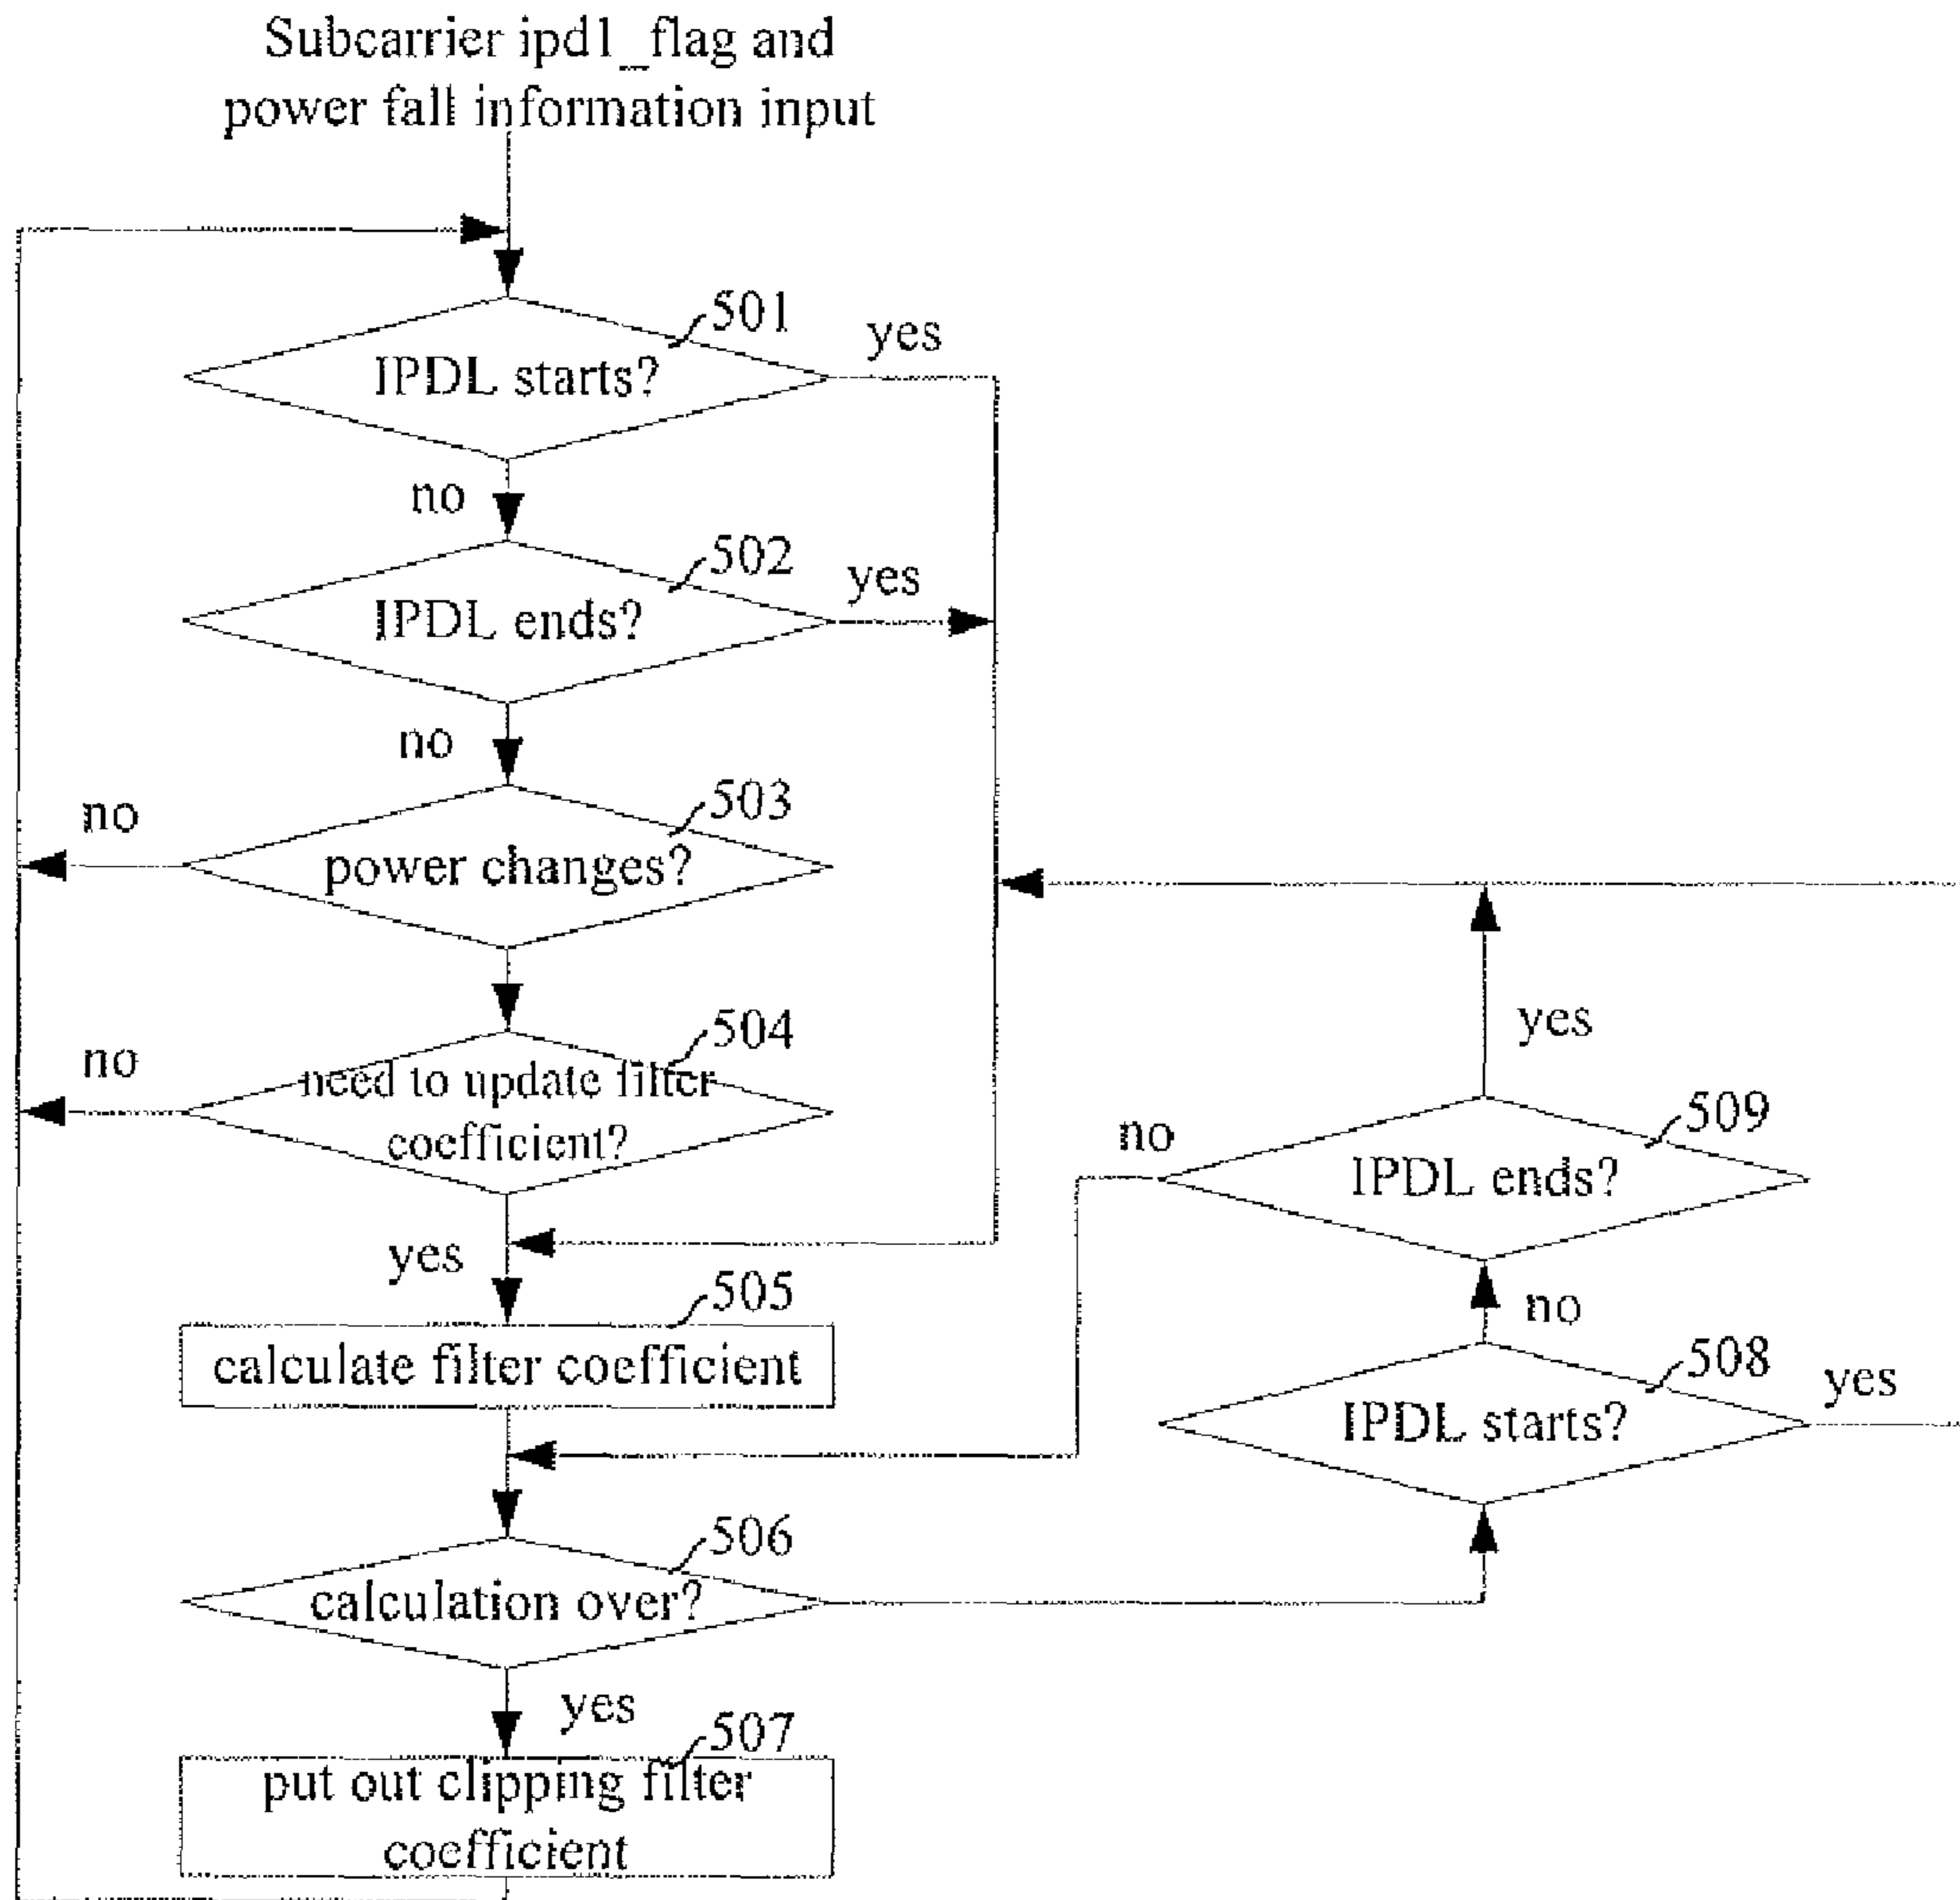 Subcarrier ipd1_flag and
power fall information input
501
yes
IPDL starts?
no
502
yes
IPDL ends?
no
503
no
power changes?
504
no
need to update filter
coefficient?
yes
505
calculate filter coefficient
506
calculation over?
yes
507
put out clipping filter
coefficient
yes
509
no
IPDL ends?
no
508
yes
IPDL starts?